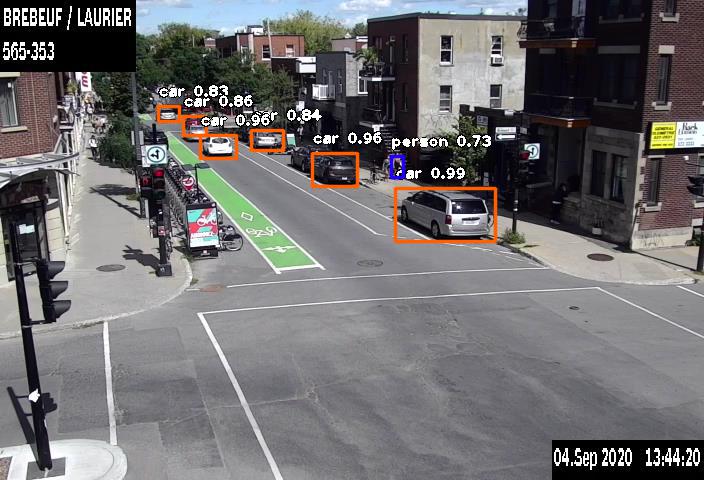 BREBEUF / LAURIER
565-353
car 0.83
car 0.86
car 0.96
r 0.84
car 0.96
person 0.73
car 0.99
04.Sep 2020 13:44:20